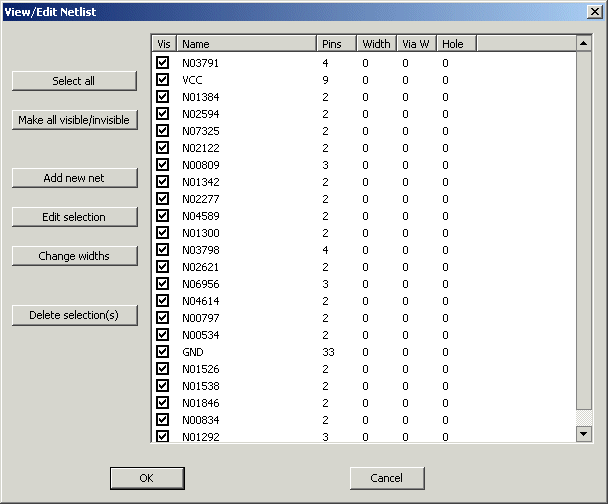 View/Edit Netlist
Vis Name Pins Width Via W Hole
N03791 4 0 0 0
VCC 9 0 0 0
N01384 2 0 0 0
N02594 2 0 0 0
N07325 2 0 0 0
N02122 2 0 0 0
N00809 3 0 0 0
N01342 2 0 0 0
N02277 2 0 0 0
N04589 2 0 0 0
N01300 2 0 0 0
N03798 4 0 0 0
N02621 2 0 0 0
N06956 3 0 0 0
N04614 2 0 0 0
N00797 2 0 0 0
N00534 2 0 0 0
GND 33 0 0 0
N01526 2 0 0 0
N01538 2 0 0 0
N01846 2 0 0 0
N00834 2 0 0 0
N01292 3 0 0 0
Select all
Make all visible/invisible
Add new net
Edit selection
Change widths
Delete selection(s)
OK
Cancel